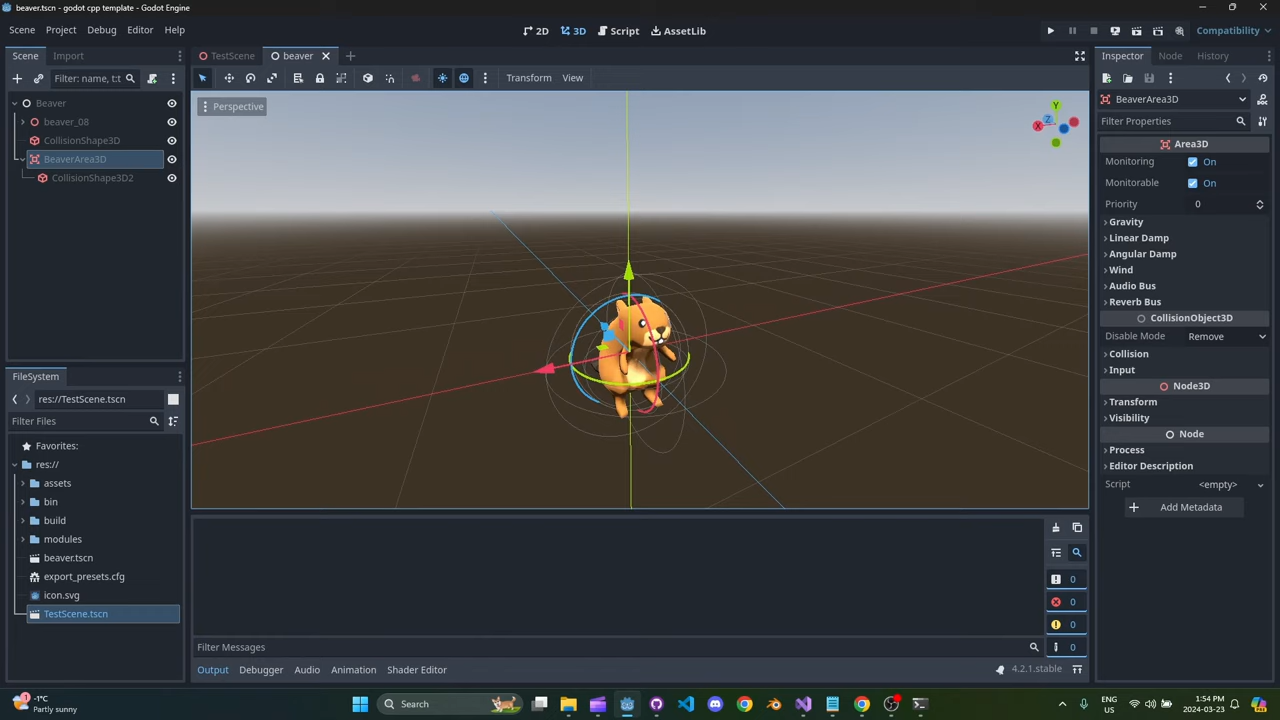 beaver.tscn - godot cpp template - Godot Engine
Scene Project Debug Editor Help
2D 3D Script AssetLib
Compatibility
Scene Import
Filter: name, t:t
Beaver
beaver_08
CollisionShape3D
BeaverArea3D
CollisionShape3D2
FileSystem
res://TestScene.tscn
Filter Files
Favorites:
res://
assets
bin
build
modules
beaver.tscn
export_presets.cfg
icon.svg
TestScene.tscn
TestScene beaver
Transform View
Perspective
Y
Z
X
Filter Messages
0
0
0
0
Output Debugger Audio Animation Shader Editor
4.2.1.stable
Inspector Node History
BeaverArea3D
Filter Properties
Area3D
Monitoring On
Monitorable On
Priority 0
Gravity
Linear Damp
Angular Damp
Wind
Audio Bus
Reverb Bus
CollisionObject3D
Disable Mode Remove
Collision
Input
Node3D
Transform
Visibility
Node
Process
Editor Description
Script <empty>
Add Metadata
-1°C
Partly sunny
Search
ENG
US
1:54 PM
2024-03-23